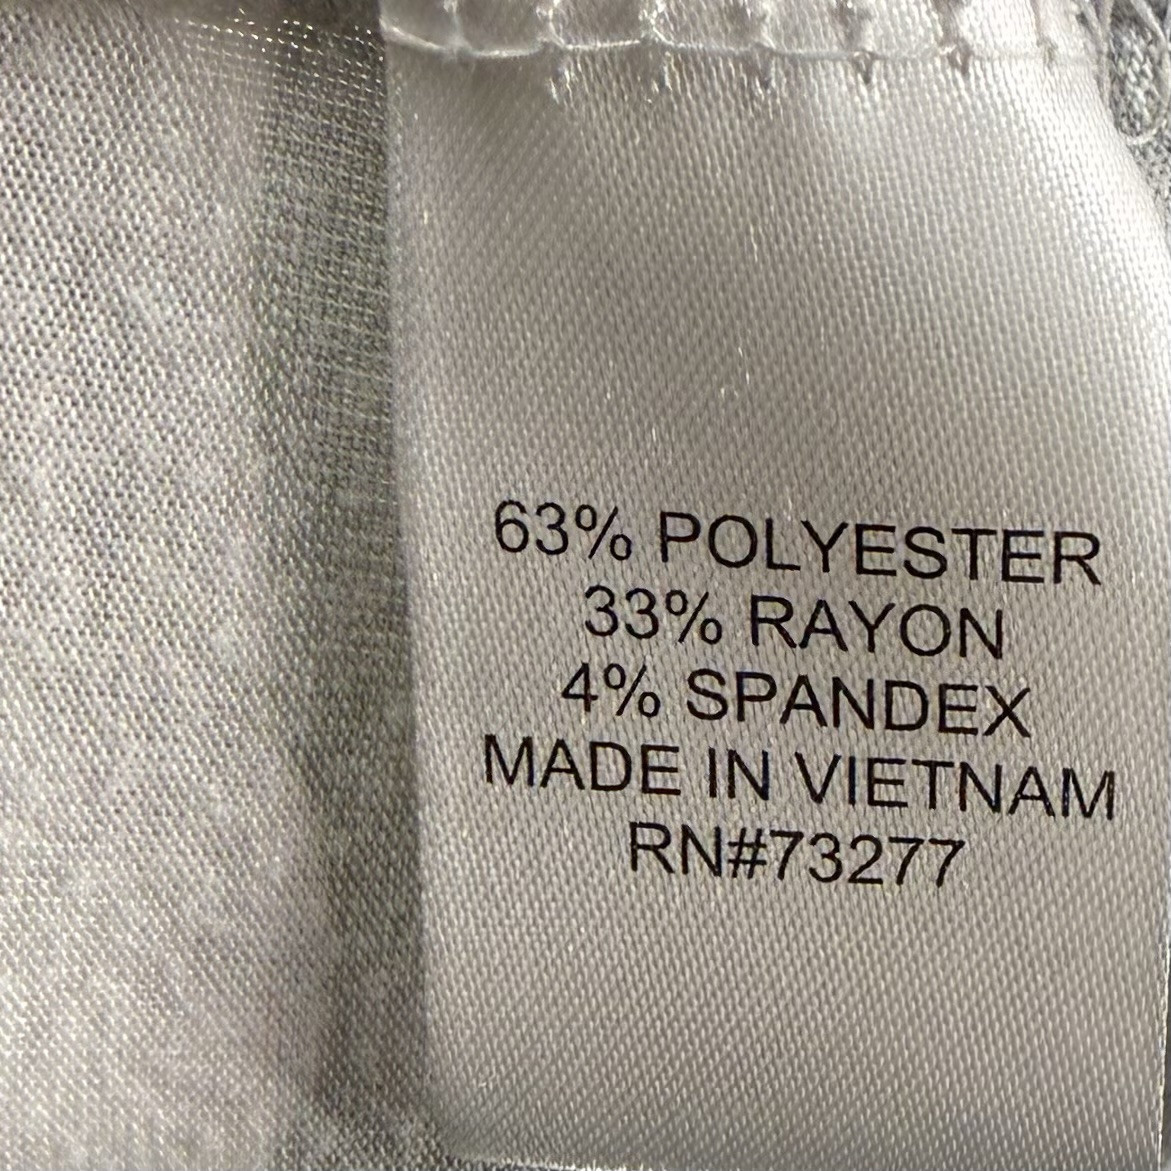 63% POLYESTER
33% RAYON
4% SPANDEX
MADE IN VIETNAM
RN#73277